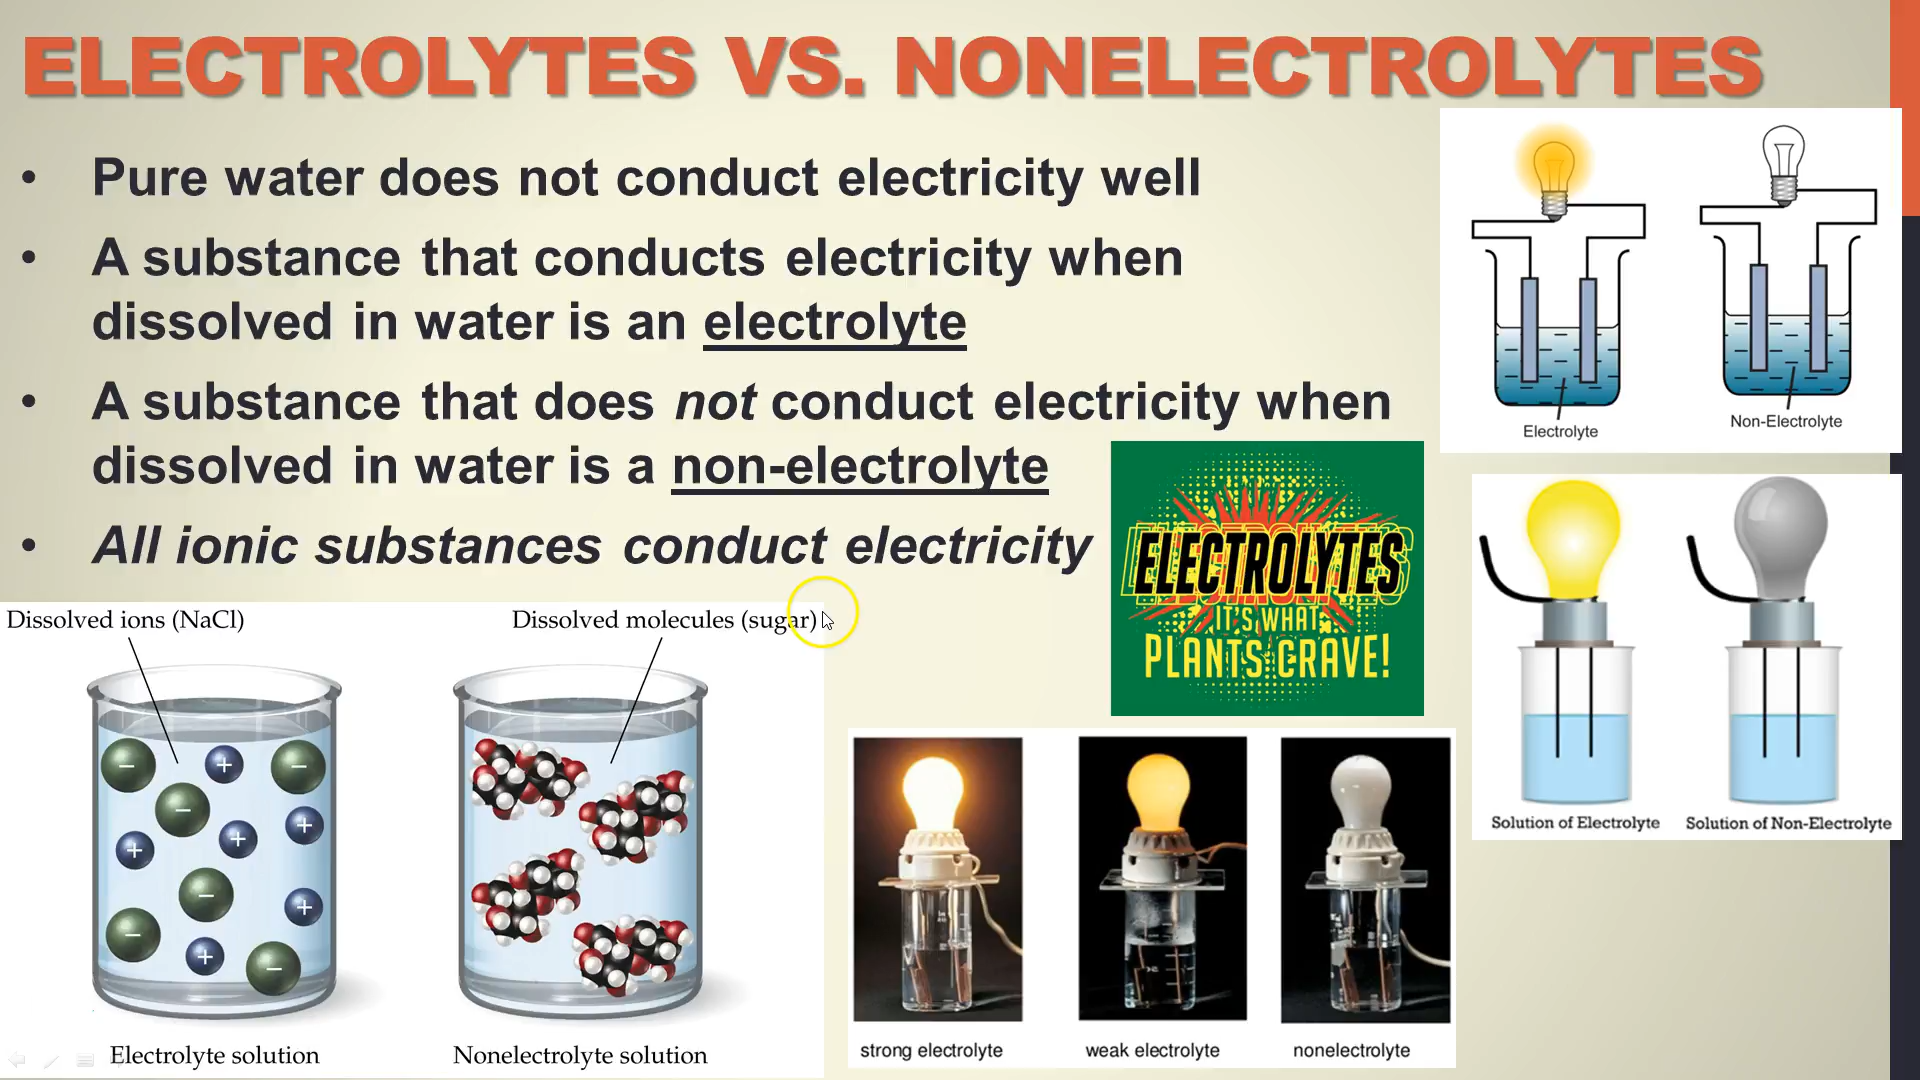 ELECTROLYTES VS. NONELECTROLYTES
• Pure water does not conduct electricity well
• A substance that conducts electricity when
dissolved in water is an electrolyte
• A substance that does not conduct electricity when
dissolved in water is a non-electrolyte
• All ionic substances conduct electricity
Electrolyte
Non-Electrolyte
ELECTROLYTES
IT'S WHAT
PLANTS CRAVE!
Solution of Electrolyte
Solution of Non-Electrolyte
Dissolved ions (NaCl)
Dissolved molecules (sugar)
Electrolyte solution
Nonelectrolyte solution
strong electrolyte
weak electrolyte
nonelectrolyte